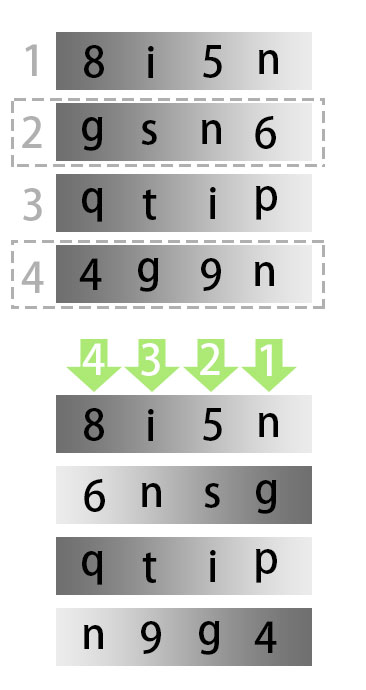 1 8 i 5 n
2 g s n 6
3 q t i p
4 4 g 9 n
4 3 2 1
8 i 5 n
6 n s g
q t i p
n 9 g 4